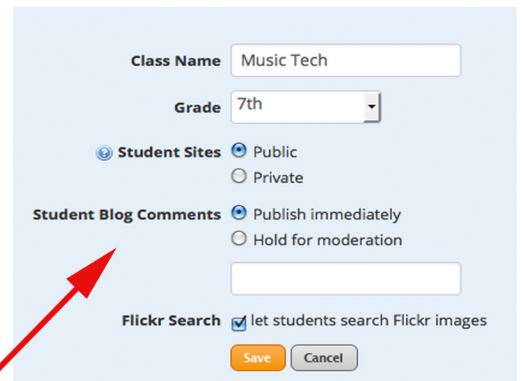 Class Name Music Tech
Grade 7th
Student Sites Public
Private
Student Blog Comments Publish immediately
Hold for moderation
Flickr Search let students search Flickr images
Save Cancel